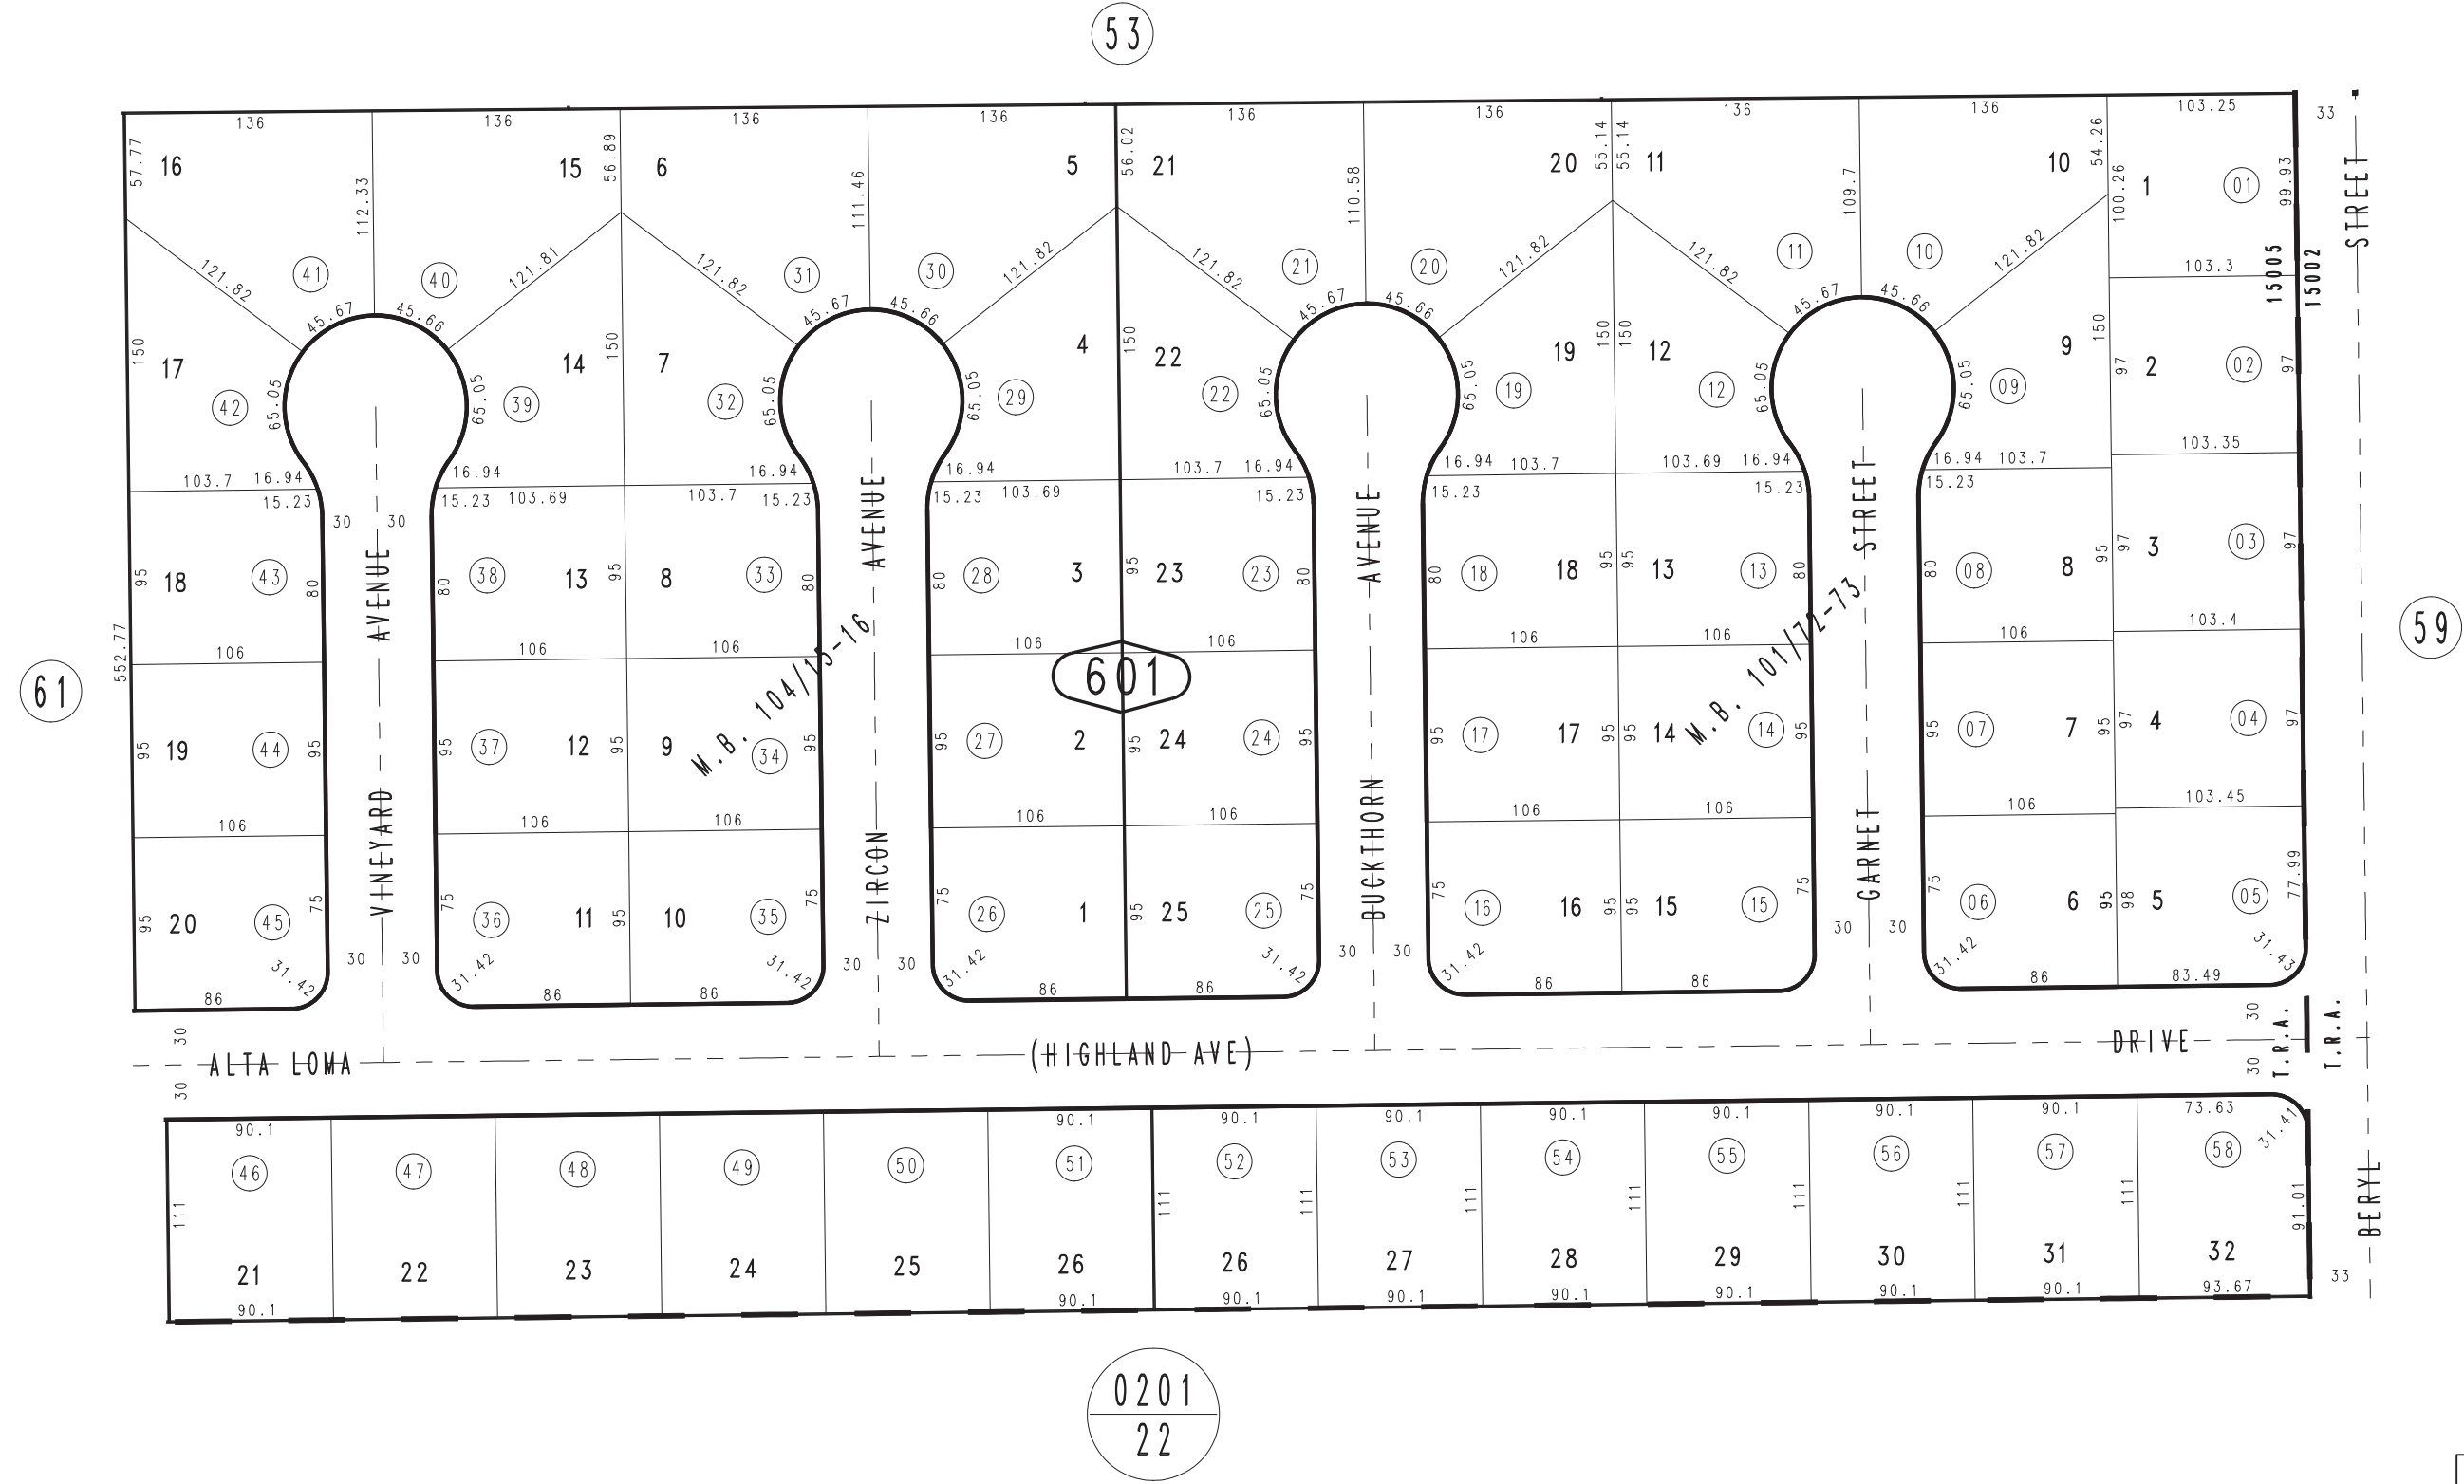 53
136 136 136 136 136 136 136 136 103.25 33
57.77 16 112.33 15 56.89 6 111.46 5 56.02 21 110.58 20 55.14 55.14 11 109.7 10 54.26 100.26 1 01 99.93 STREET
121.82 41 40 121.81 121.82 31 30 121.82 121.82 21 20 121.82 121.82 11 10 121.82 103.3 15005 15002
45.67 45.66 45.67 45.66 45.67 45.66 45.67 45.66
150 17 14 150 7 4 150 22 19 150 150 12 9 150 97 2 02 97
42 65.05 65.05 39 32 65.05 65.05 29 22 65.05 65.05 19 12 65.05 65.05 09
103.7 16.94 16.94 16.94 16.94 103.7 16.94 16.94 103.7 103.69 16.94 16.94 103.7 103.35
15.23 15.23 103.69 103.7 15.23 15.23 103.69 15.23 15.23 15.23 15.23
30 30
AVENUE AVENUE AVENUE STREET
95 18 43 80 80 38 13 95 8 33 80 80 28 3 95 23 23 80 80 18 18 95 95 13 13 80 80 08 8 95 97 3 03 97
552.77 106 106 106 106 106 106 106 106 103.4
61 M.B. 104/15-16 601 M.B. 101/72-73 59
95 19 44 95 95 37 12 95 9 34 95 95 27 2 95 24 24 95 95 17 17 95 95 14 14 95 95 07 7 95 97 4 04 97
106 106 106 106 106 106 106 106 103.45
VINEYARD ZIRCON BUCKTHORN GARNET
95 20 45 75 75 36 11 95 10 35 75 75 26 1 95 25 25 75 75 16 16 95 95 15 15 75 75 06 6 95 98 5 05 77.99
31.42 30 30 31.42 31.42 30 30 31.42 31.42 30 30 31.42 30 30 31.42 31.43
86 86 86 86 86 86 86 86 83.49
30 30 T.R.A. T.R.A.
ALTA LOMA (HIGHLAND AVE) DRIVE
30 30
90.1 90.1 90.1 90.1 90.1 90.1 90.1 90.1 73.63 31.41
46 47 48 49 50 51 52 53 54 55 56 57 58
111 111 111 111 111 111 111 111 91.01 BERYL
21 22 23 24 25 26 26 27 28 29 30 31 32
90.1 90.1 90.1 90.1 90.1 90.1 90.1 90.1 93.67 33
0201
22